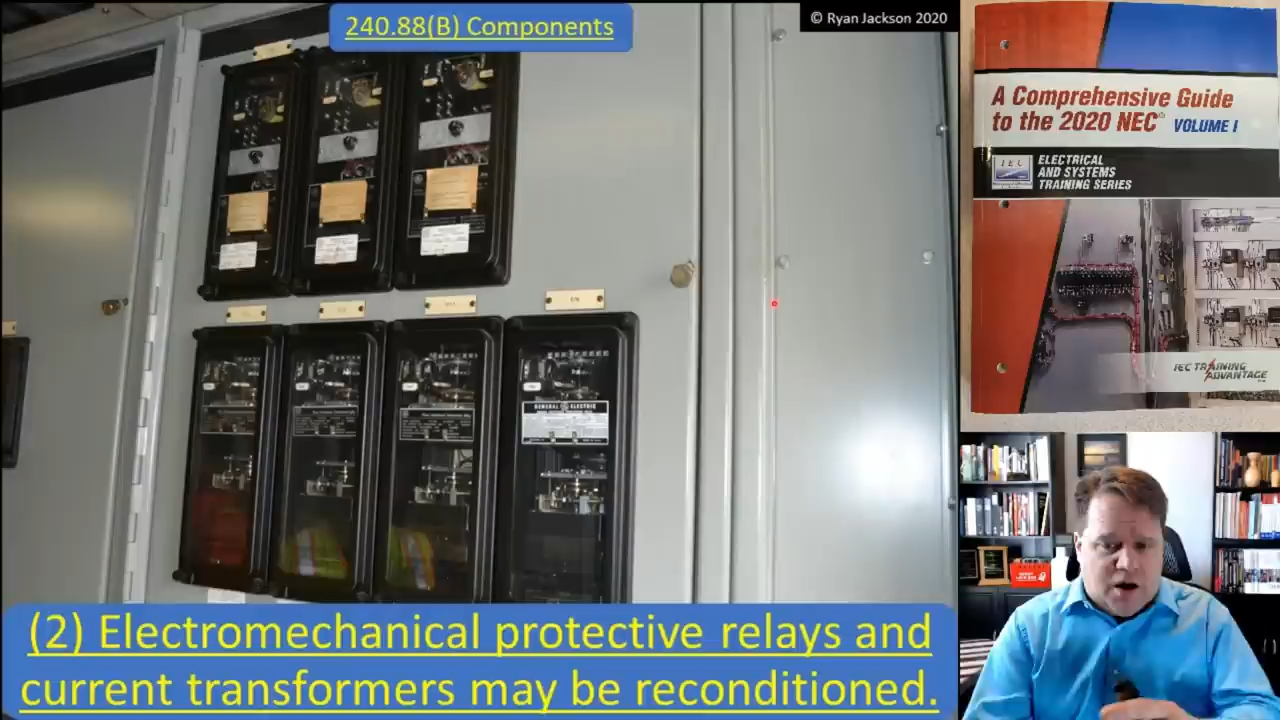 240.88(B) Components
© Ryan Jackson 2020
A Comprehensive Guide
to the 2020 NEC® VOLUME I
IEC
ELECTRICAL
AND SYSTEMS
TRAINING SERIES
IEC TRAINING
ADVANTAGE
GENERAL ELECTRIC
(2) Electromechanical protective relays and
current transformers may be reconditioned.